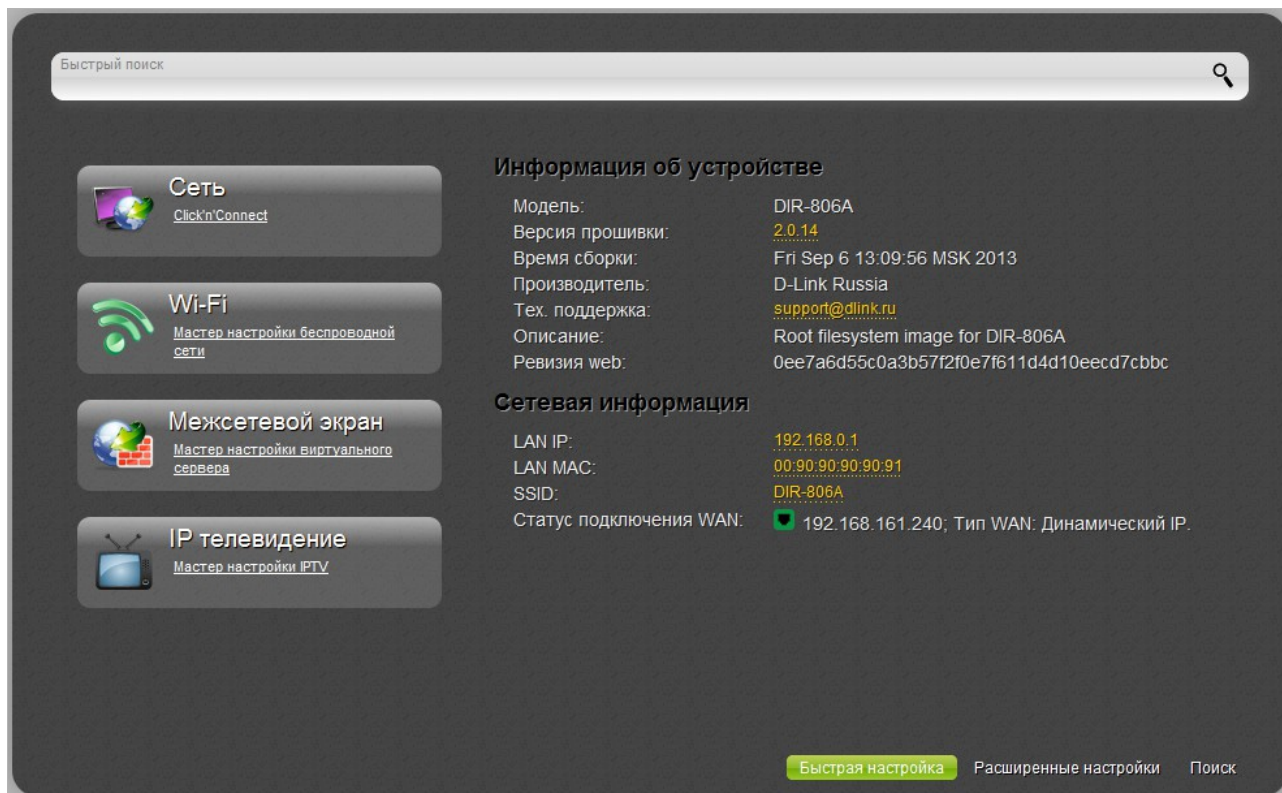 Быстрый поиск
Сеть
Click'n'Connect
Wi-Fi
Мастер настройки беспроводной
сети
Межсетевой экран
Мастер настройки виртуального
сервера
IP телевидение
Мастер настройки IPTV
Информация об устройстве
Модель: DIR-806A
Версия прошивки: 2.0.14
Время сборки: Fri Sep 6 13:09:56 MSK 2013
Производитель: D-Link Russia
Тех. поддержка: support@dlink.ru
Описание: Root filesystem image for DIR-806A
Ревизия web: 0ee7a6d55c0a3b57f2f0e7f611d4d10eecd7cbbc
Сетевая информация
LAN IP: 192.168.0.1
LAN MAC: 00:90:90:90:90:91
SSID: DIR-806A
Статус подключения WAN: 192.168.161.240; Тип WAN: Динамический IP.
Быстрая настройка Расширенные настройки Поиск